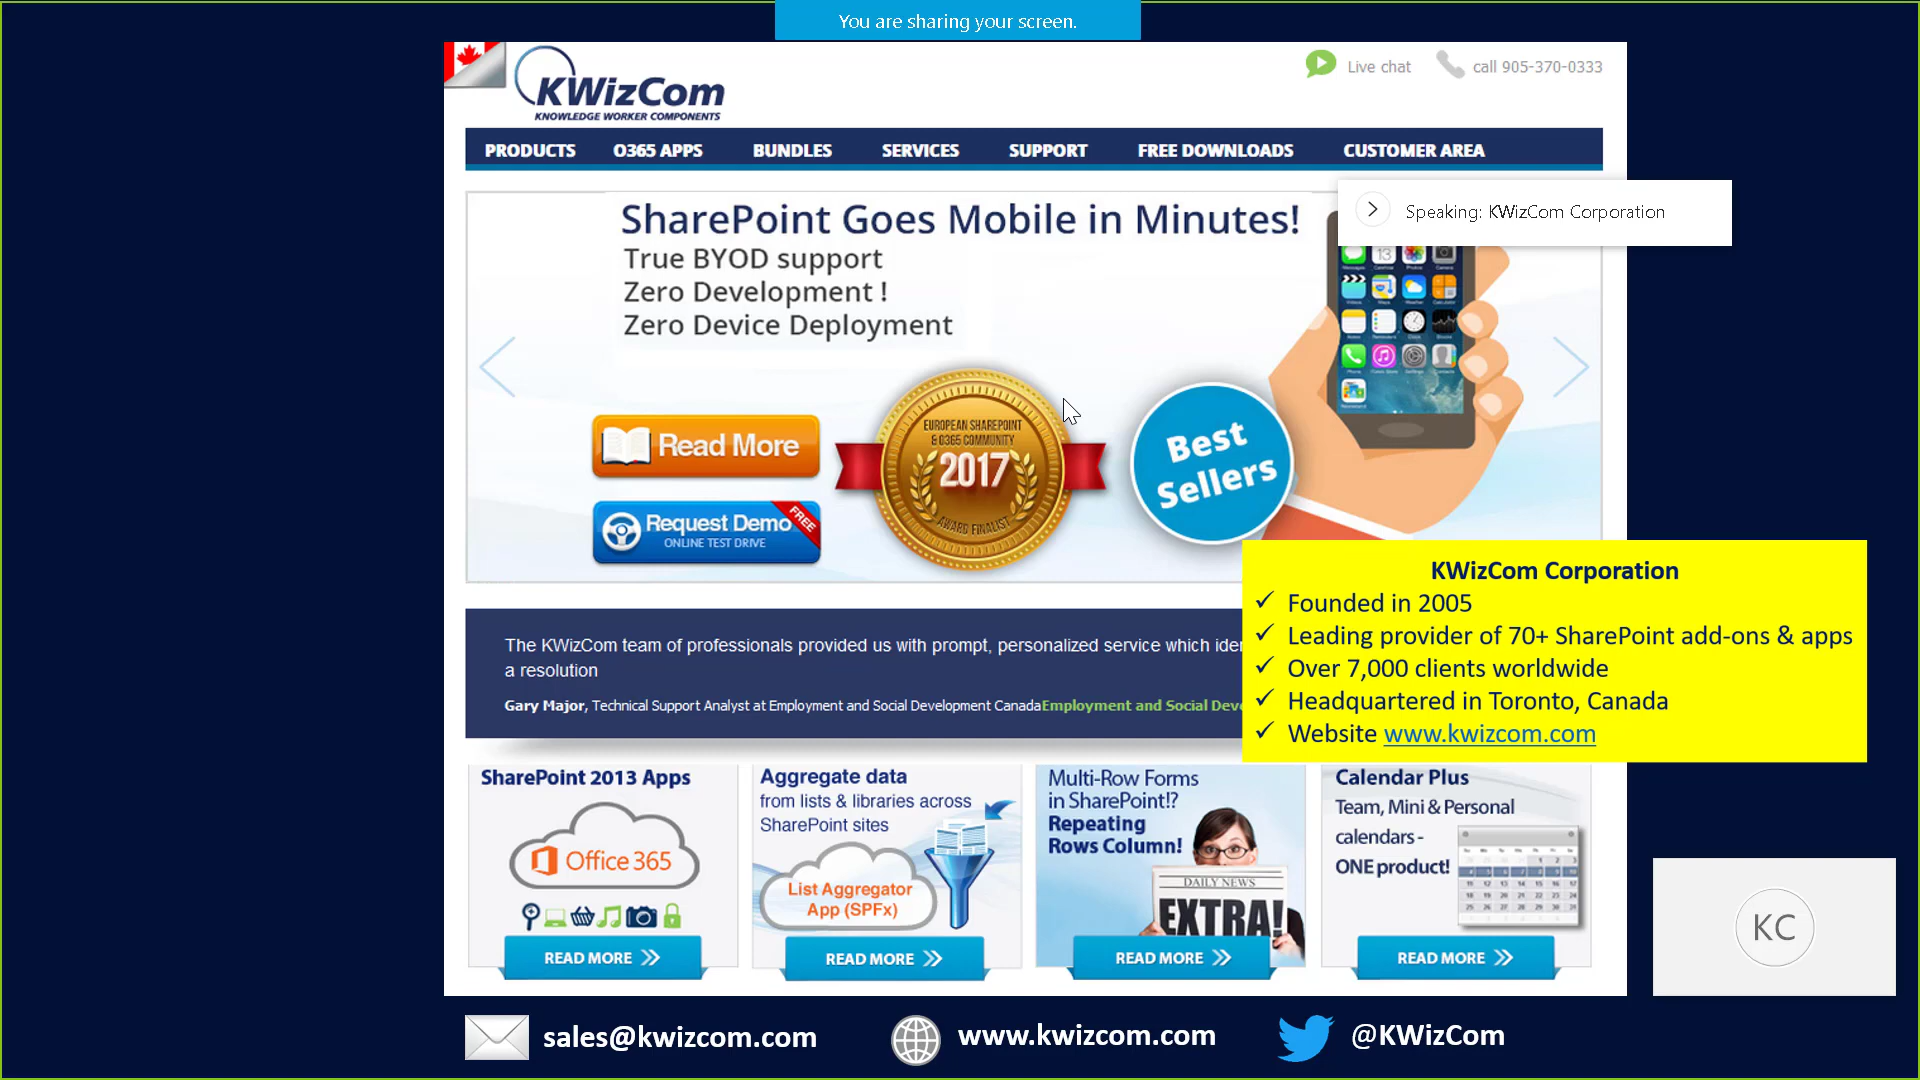 You are sharing your screen.
KWizCom
KNOWLEDGE WORKER COMPONENTS
Live chat
call 905-370-0333
PRODUCTS O365 APPS BUNDLES SERVICES SUPPORT FREE DOWNLOADS CUSTOMER AREA
Speaking: KWizCom Corporation
SharePoint Goes Mobile in Minutes!
True BYOD support
Zero Development !
Zero Device Deployment
Read More
Request Demo
ONLINE TEST DRIVE
FREE
EUROPEAN SHAREPOINT
& O365 COMMUNITY
2017
AWARD FINALIST
Best
Sellers
KWizCom Corporation
✓ Founded in 2005
✓ Leading provider of 70+ SharePoint add-ons & apps
✓ Over 7,000 clients worldwide
✓ Headquartered in Toronto, Canada
✓ Website www.kwizcom.com
The KWizCom team of professionals provided us with prompt, personalized service which iden
a resolution
Gary Major, Technical Support Analyst at Employment and Social Development CanadaEmployment and Social Deve
SharePoint 2013 Apps
Office 365
READ MORE
Aggregate data
from lists & libraries across
SharePoint sites
List Aggregator
App (SPFx)
READ MORE
Multi-Row Forms
in SharePoint!?
Repeating
Rows Column!
DAILY NEWS
EXTRA!
READ MORE
Calendar Plus
Team, Mini & Personal
calendars -
ONE product!
READ MORE
KC
sales@kwizcom.com
www.kwizcom.com
@KWizCom